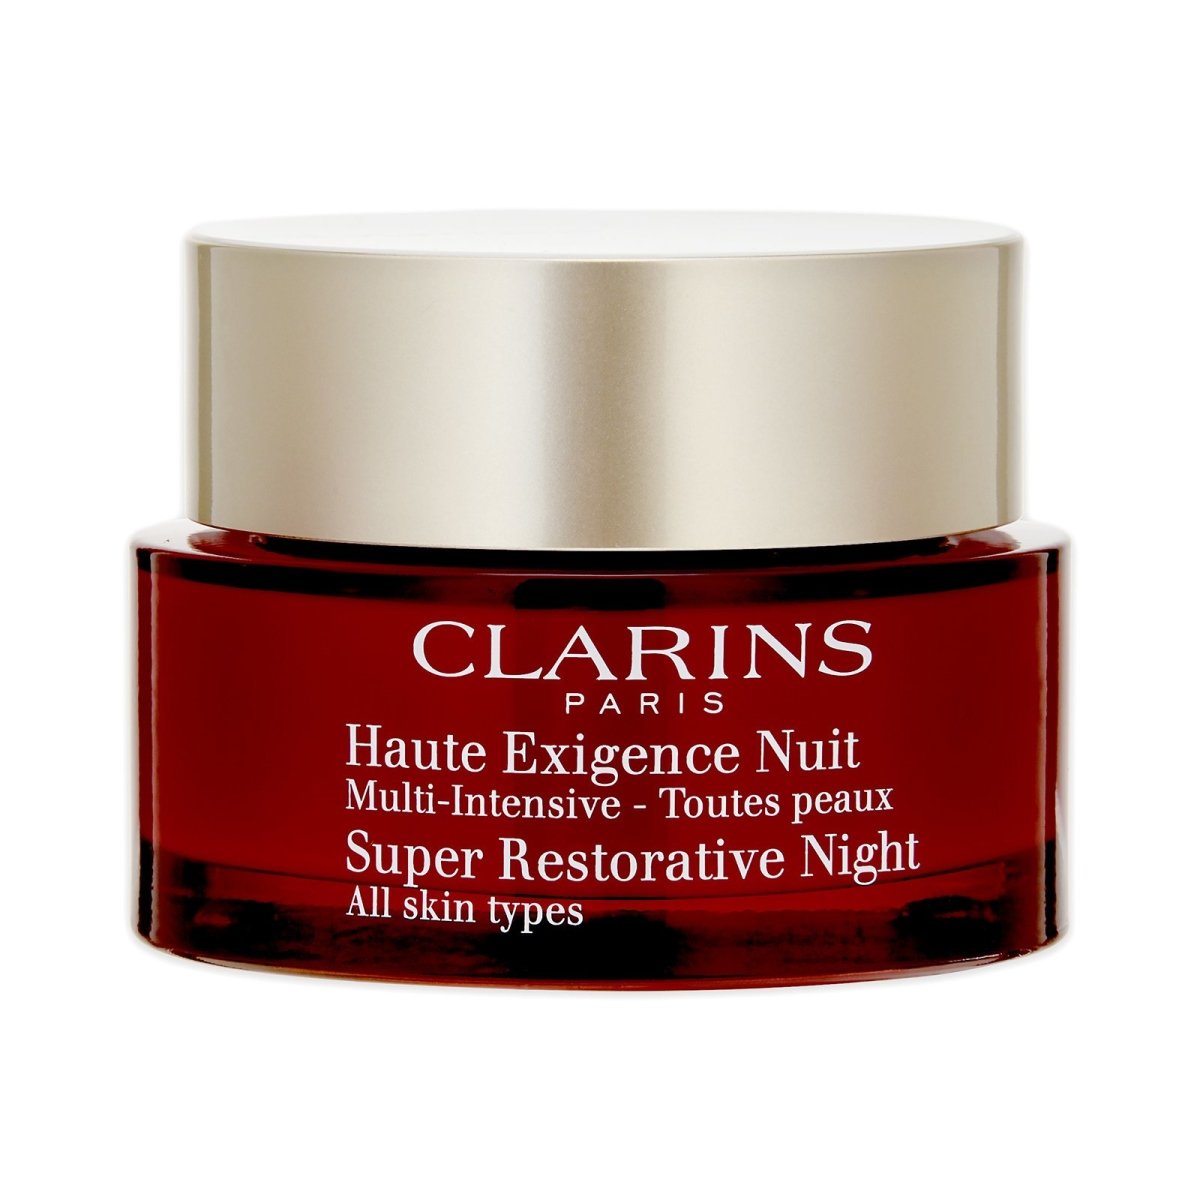 CLARINS
PARIS
Haute Exigence Nuit
Multi-Intensive - Toutes peaux
Super Restorative Night
All skin types